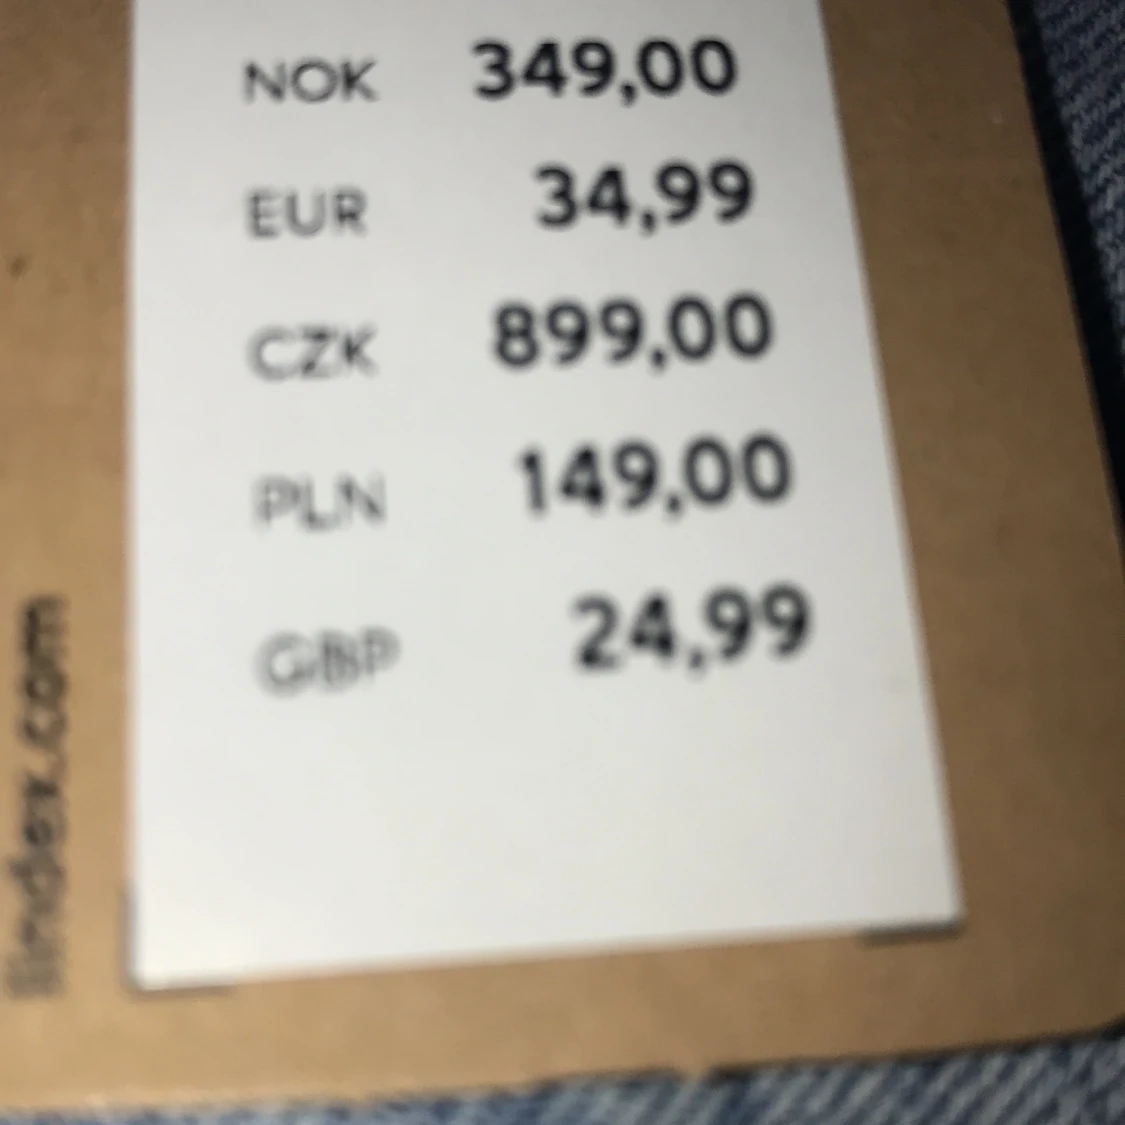 NOK 349,00
EUR 34,99
CZK 899,00
PLN 149,00
GBP 24,99
lindex.com